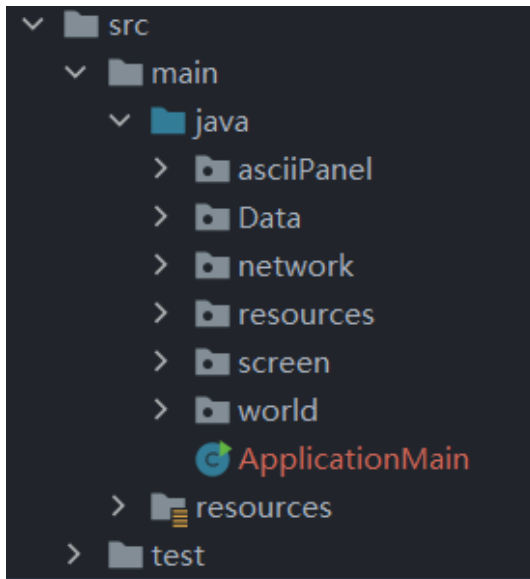 src
main
java
asciiPanel
Data
network
resources
screen
world
ApplicationMain
resources
test